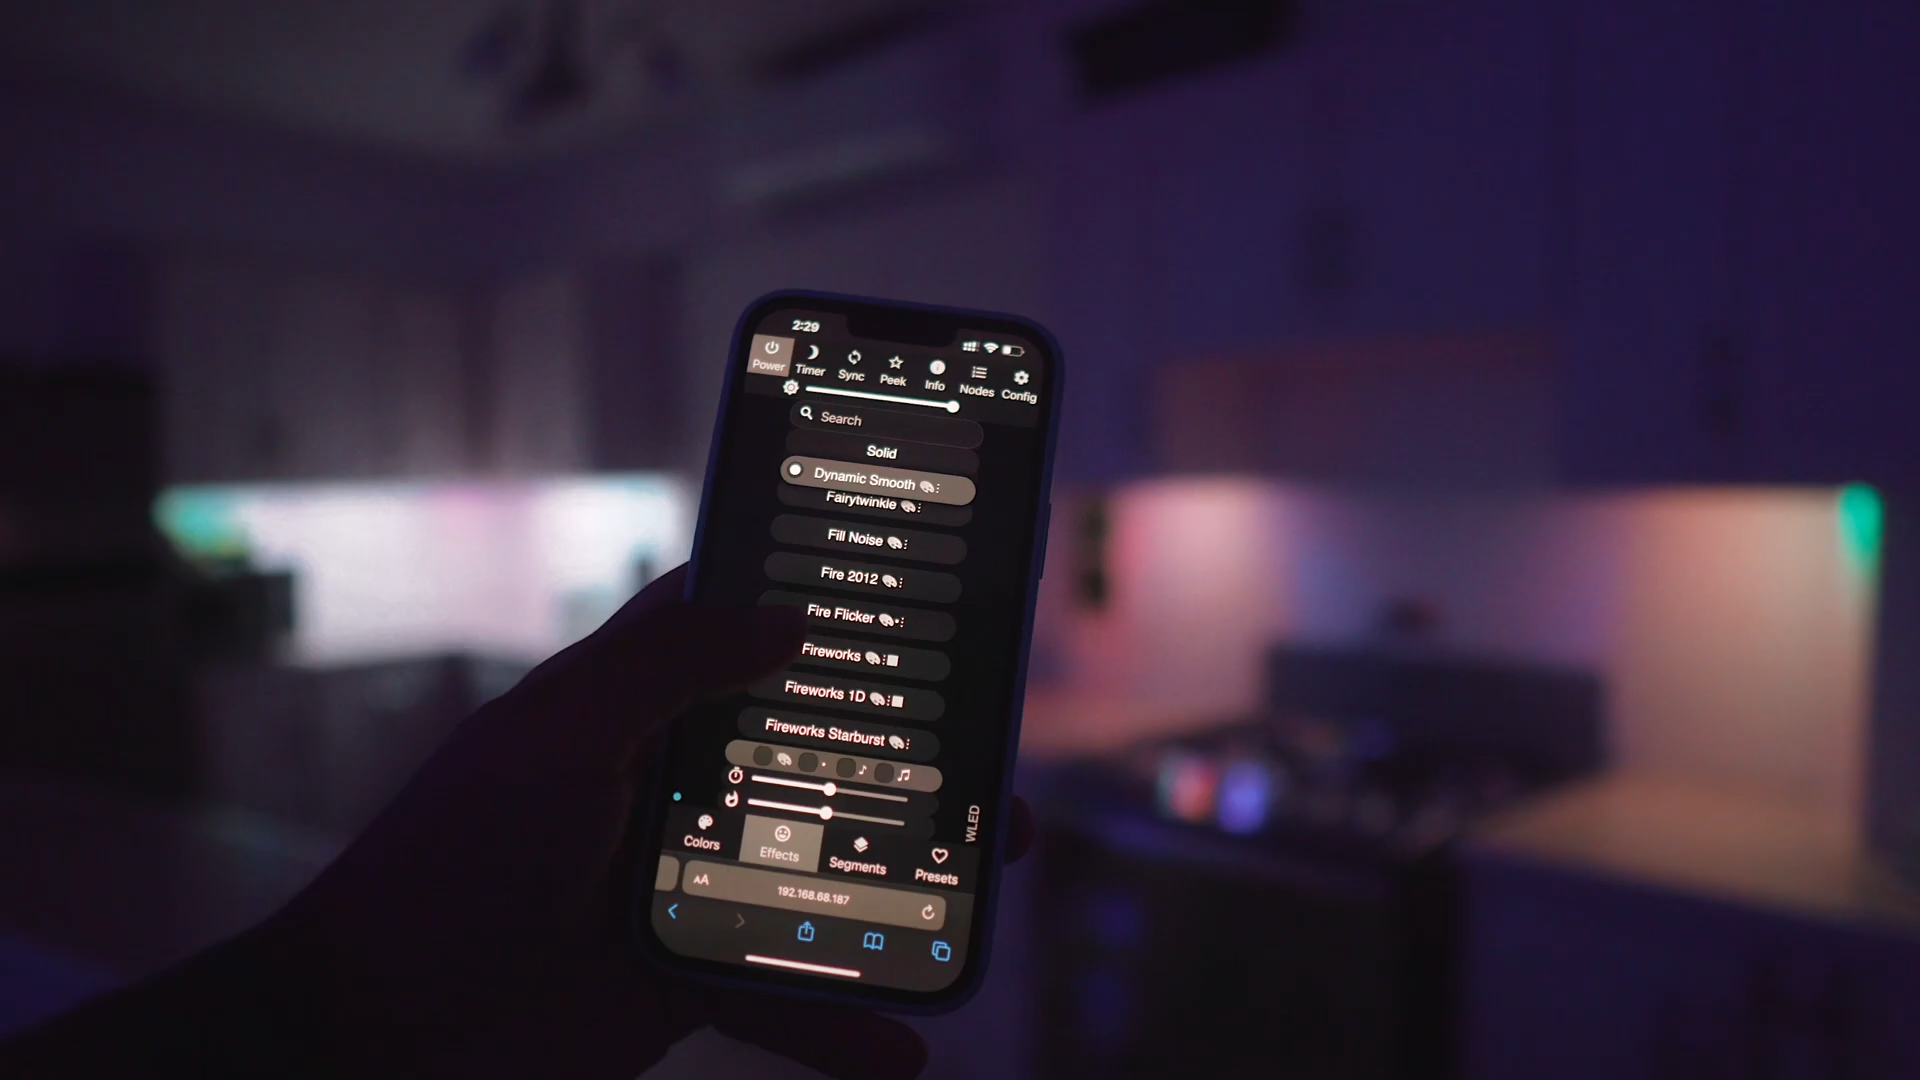 2:29
Power Timer Sync Peek Info Nodes Config
Search
Solid
Dynamic Smooth
Fairytwinkle
Fill Noise
Fire 2012
Fire Flicker
Fireworks
Fireworks 1D
Fireworks Starburst
WLED
Colors Effects Segments Presets
AA 192.168.68.187